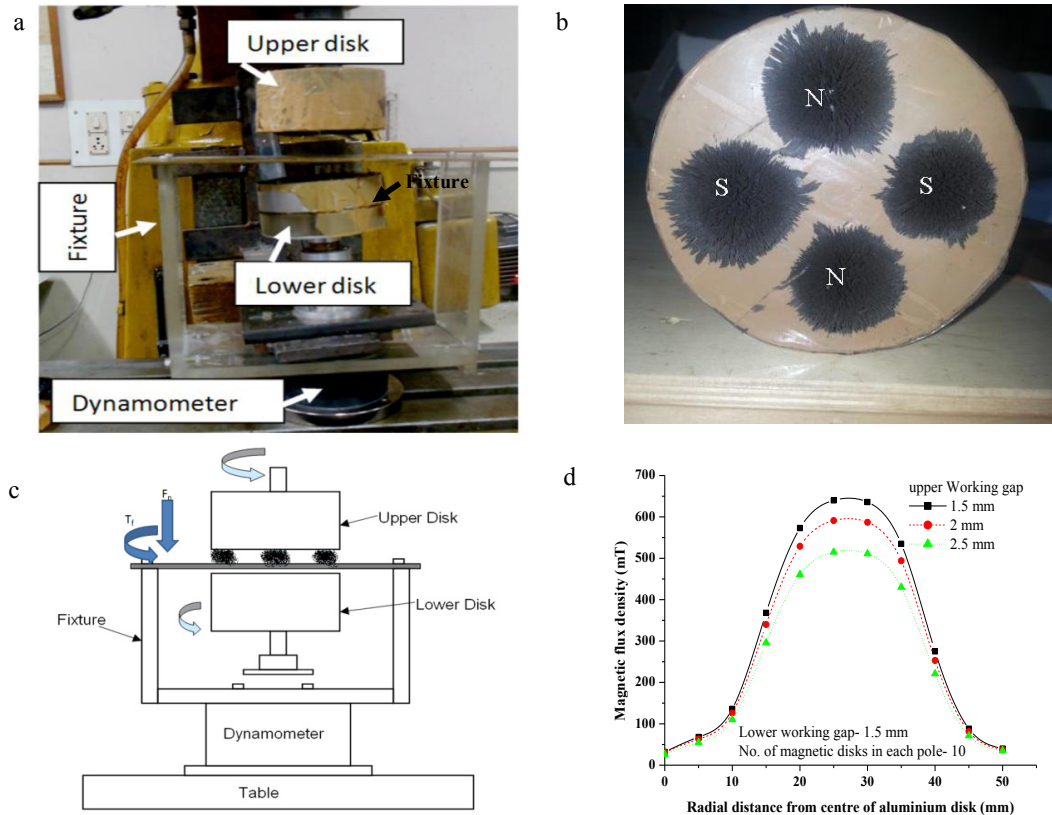 a
Upper disk
Fixture
Fixture
Lower disk
Dynamometer
b
N
S
S
N
c
Fn
Tf
Upper Disk
Lower Disk
Fixture
Dynamometer
Table
d
700
600
500
400
300
200
100
0
Magnetic flux density (mT)
upper Working gap
1.5 mm
2 mm
2.5 mm
Lower working gap- 1.5 mm
No. of magnetic disks in each pole- 10
0 10 20 30 40 50
Radial distance from centre of aluminium disk (mm)